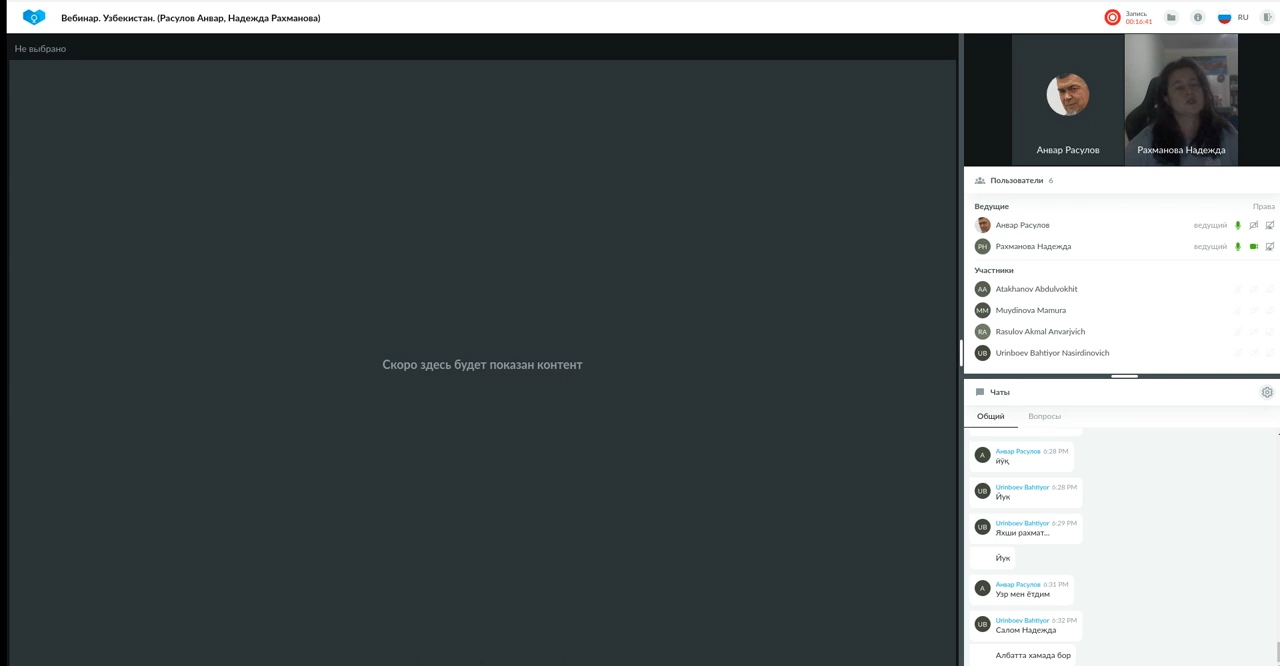 Вебинар. Узбекистан. (Расулов Анвар, Надежда Рахманова)
Запись
00:16:41
RU
Не выбрано
Скоро здесь будет показан контент
Анвар Расулов
Рахманова Надежда
Пользователи 6
Ведущие Права
Анвар Расулов ведущий
РН Рахманова Надежда ведущий
Участники
AA Atakhanov Abdulvokhit
MM Muydinova Mamura
RA Rasulov Akmal Anvarjvich
UB Urinboev Bahtiyor Nasirdinovich
Чаты
Общий Вопросы
А Анвар Расулов 6:28 PM
йўқ
UB Urinboev Bahtiyor 6:28 PM
Йук
UB Urinboev Bahtiyor 6:29 PM
Яхши рахмат...
Йук
А Анвар Расулов 6:31 PM
Узр мен ётдим
UB Urinboev Bahtiyor 6:32 PM
Салом Надежда
Албатта хамада бор